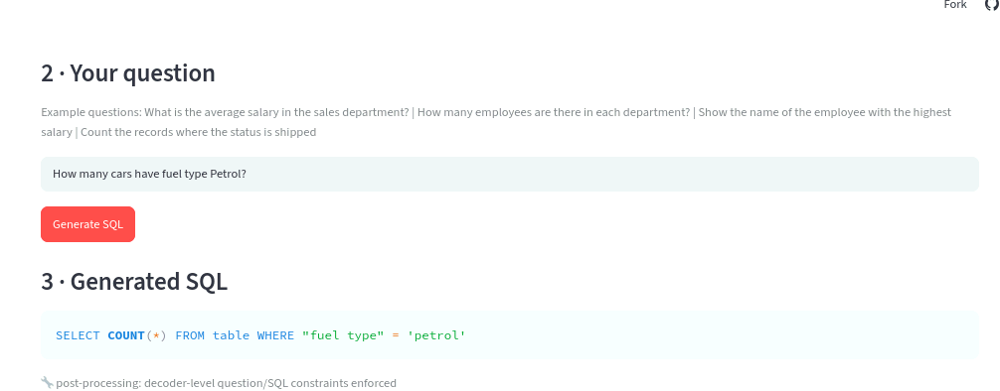 Fork
2 · Your question
Example questions: What is the average salary in the sales department? | How many employees are there in each department? | Show the name of the employee with the highest
salary | Count the records where the status is shipped
How many cars have fuel type Petrol?
Generate SQL
3 · Generated SQL
SELECT COUNT(*) FROM table WHERE "fuel type" = 'petrol'
post-processing: decoder-level question/SQL constraints enforced